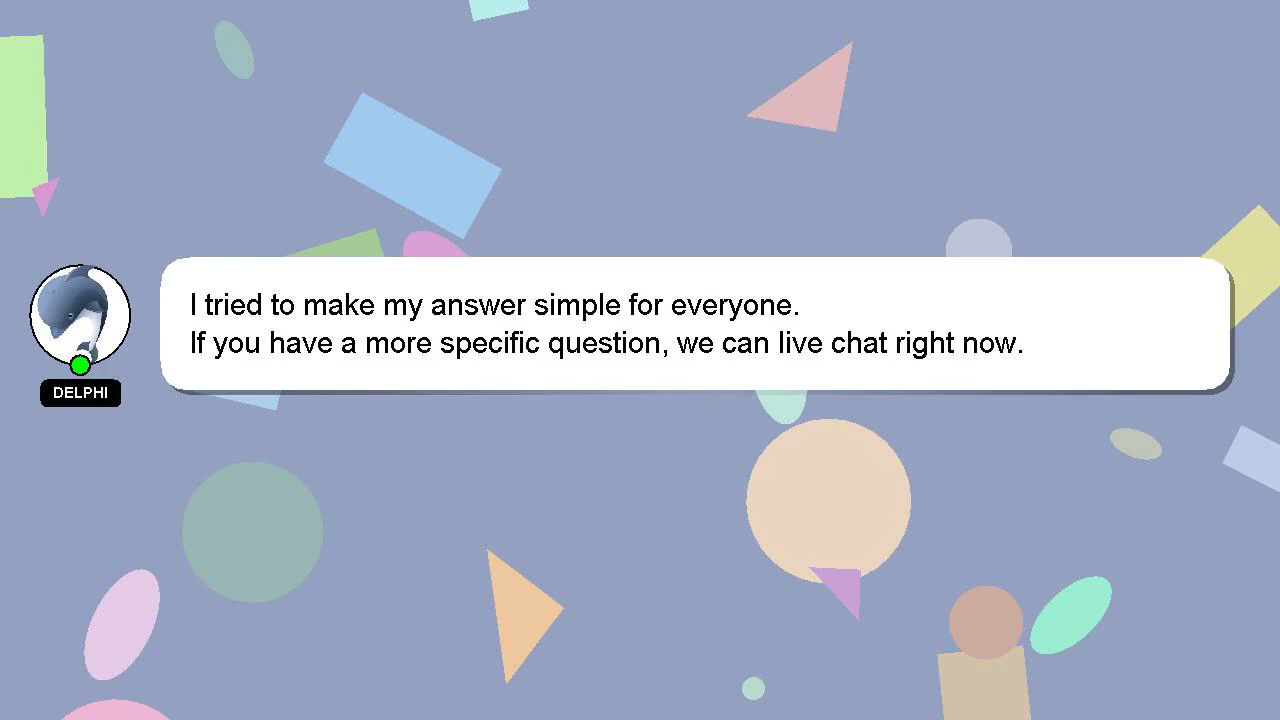 I tried to make my answer simple for everyone.
If you have a more specific question, we can live chat right now.
DELPHI